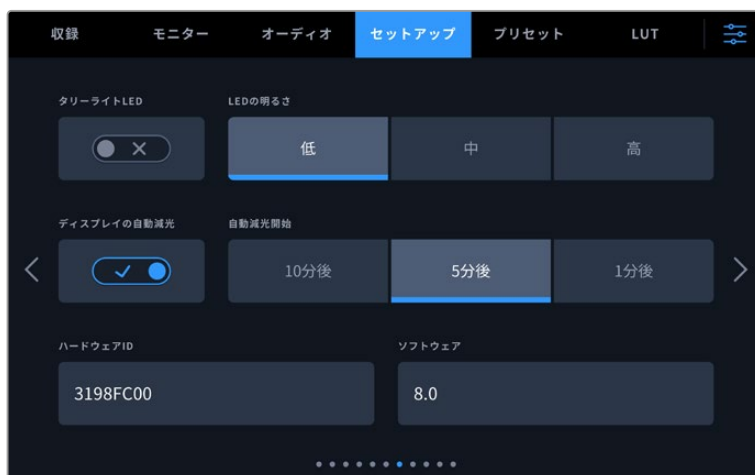 収録 モニター オーディオ セットアップ プリセット LUT
タリーライトLED LEDの明るさ
低 中 高
ディスプレイの自動減光 自動減光開始
10分後 5分後 1分後
ハードウェアID ソフトウェア
3198FC00 8.0